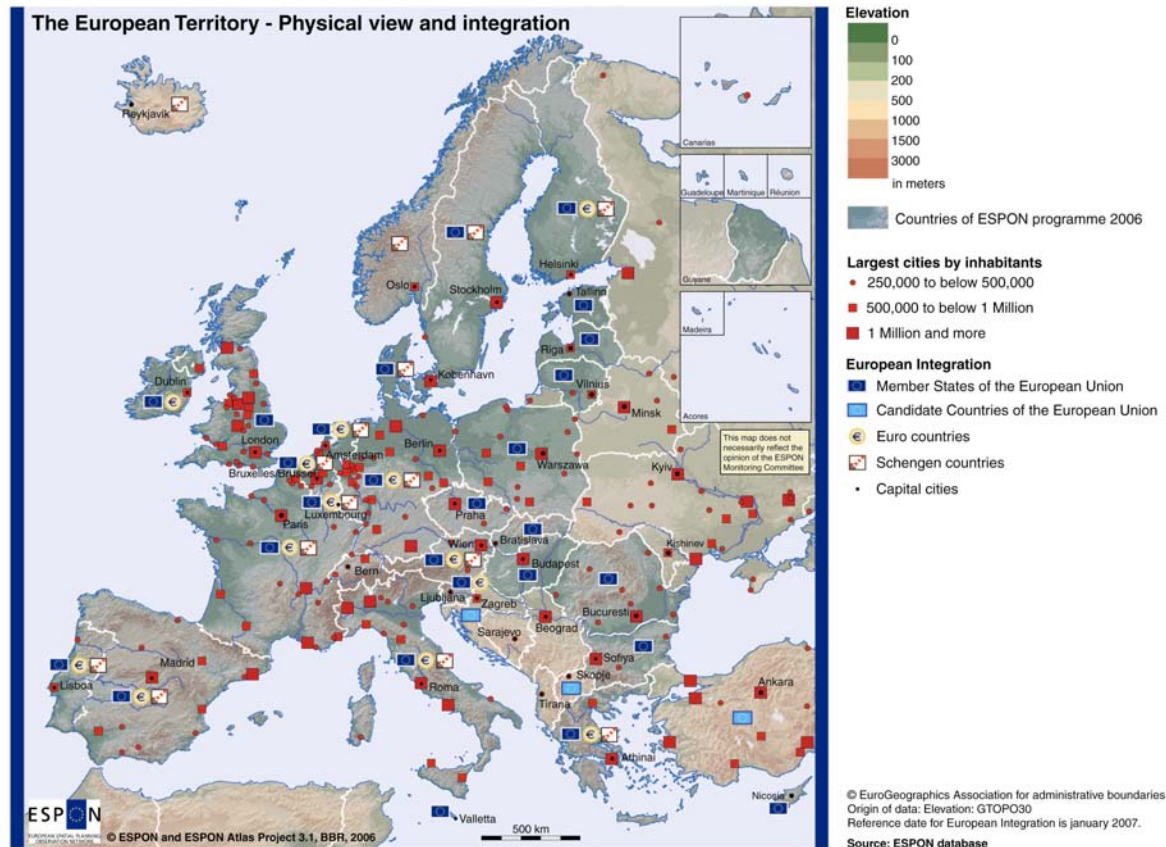 The European Territory - Physical view and integration
Reykjavik
Canarias
Guadeloupe
Martinique
Réunion
Guyane
Madeira
Acores
This map does not
necessarily reflect the
opinion of the ESPON
Monitoring Committee
Helsinki
Oslo
Stockholm
Tallinn
Riga
Vilnius
København
Dublin
Minsk
London
Amsterdam
Berlin
Warszawa
Bruxelles/Brussel
Kyiv
Luxembourg
Praha
Paris
Wien
Bratislava
Kishinev
Budapest
Bern
Ljubljana
Zagreb
Bucuresti
Beograd
Sarajevo
Sofiya
Skopje
Madrid
Lisboa
Roma
Tirana
Ankara
Athinai
Nicosia
Valletta
500 km
ESPON
EUROPEAN SPATIAL PLANNING
OBSERVATION NETWORK
© ESPON and ESPON Atlas Project 3.1, BBR, 2006
Elevation
0
100
200
500
1000
1500
3000
in meters
Countries of ESPON programme 2006
Largest cities by inhabitants
250,000 to below 500,000
500,000 to below 1 Million
1 Million and more
European Integration
Member States of the European Union
Candidate Countries of the European Union
Euro countries
Schengen countries
Capital cities
© EuroGeographics Association for administrative boundaries
Origin of data: Elevation: GTOPO30
Reference date for European Integration is january 2007.
Source: ESPON database